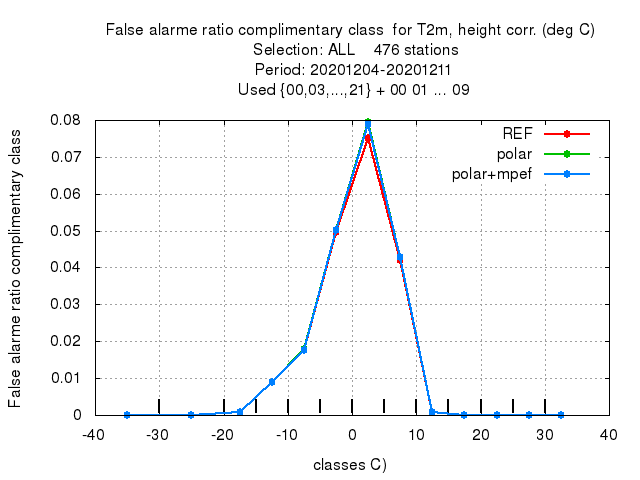 False alarme ratio complimentary class  for T2m, height corr. (deg C)
Selection: ALL    476 stations
Period: 20201204-20201211
Used {00,03,...,21} + 00 01 ... 09
REF
polar
polar+mpef
False alarme ratio complimentary class
0.08
0.07
0.06
0.05
0.04
0.03
0.02
0.01
0
-40 -30 -20 -10 0 10 20 30 40
classes C)